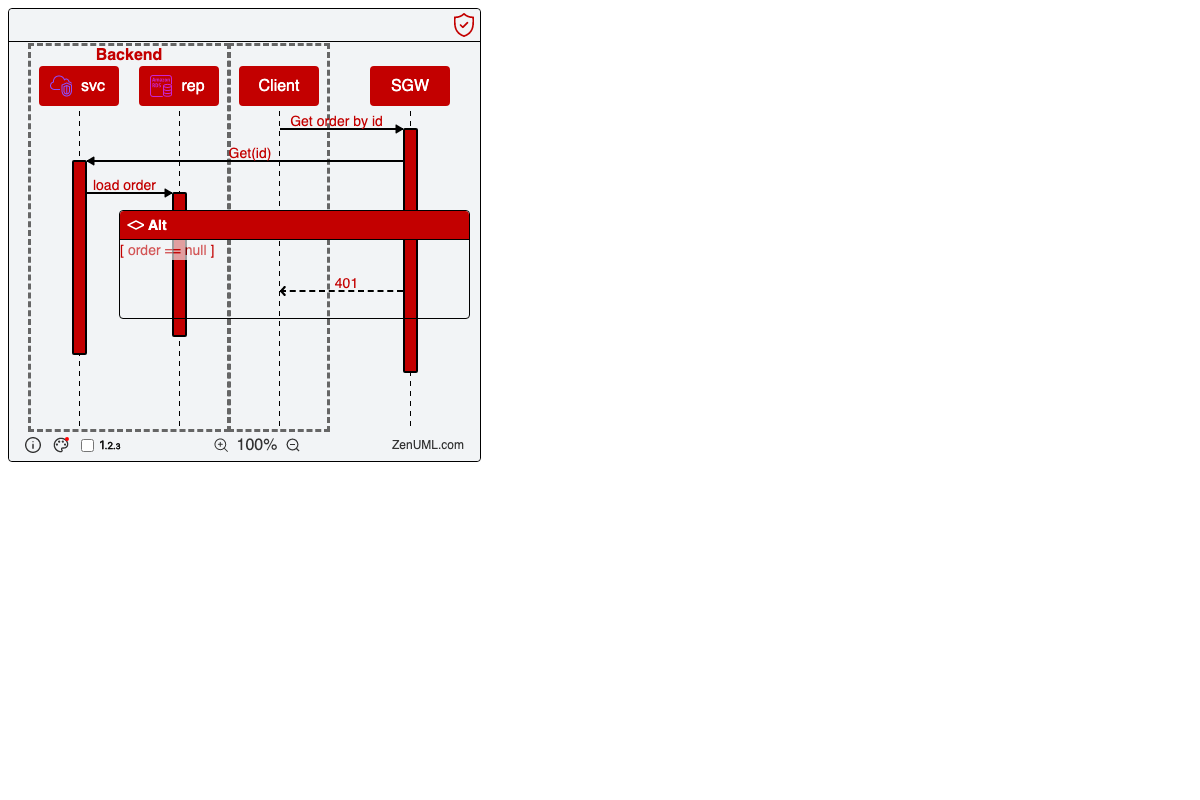 Backend
svc
rep
Client
SGW
Get order by id
Get(id)
load order
<> Alt
[ order == null ]
401
1.2.3
100%
ZenUML.com